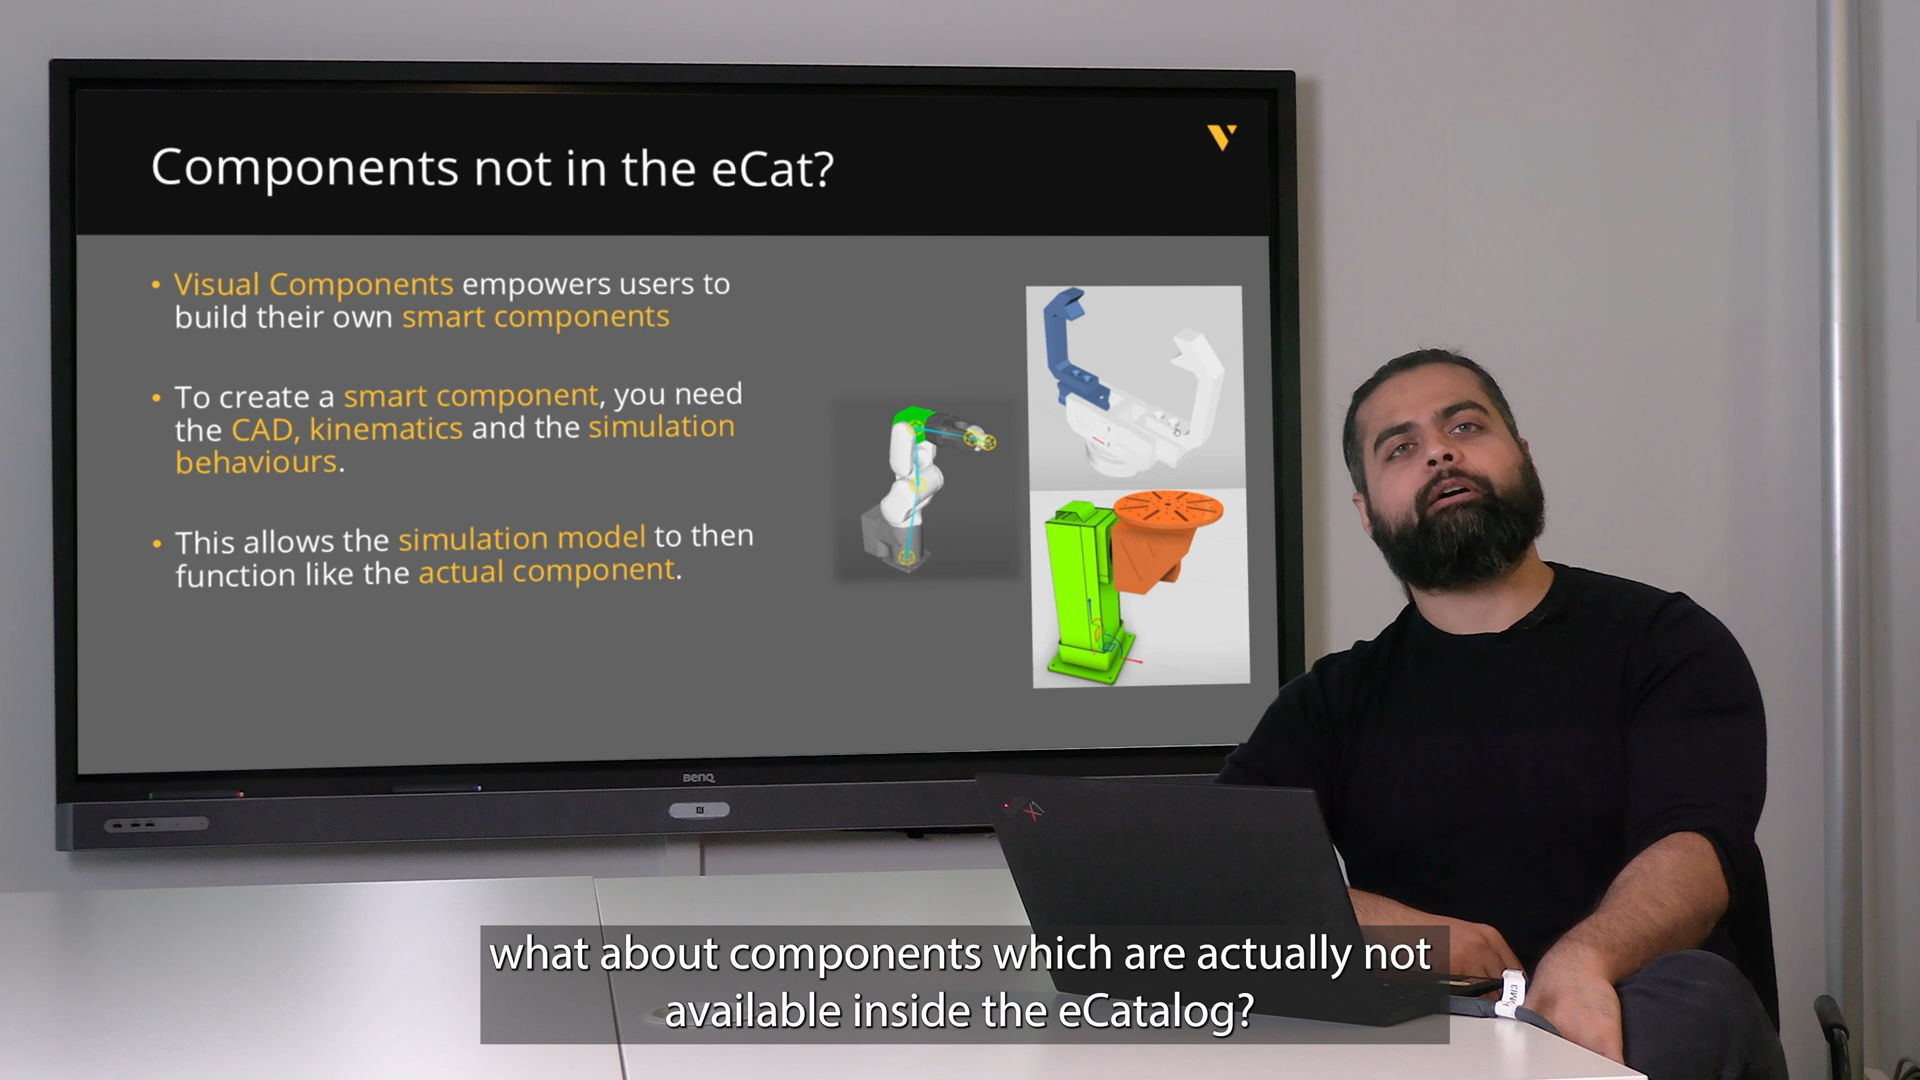 Components not in the eCat?
• Visual Components empowers users to
build their own smart components
• To create a smart component, you need
the CAD, kinematics and the simulation
behaviours.
• This allows the simulation model to then
function like the actual component.
BenQ
X1
HDMI3
what about components which are actually not
available inside the eCatalog?